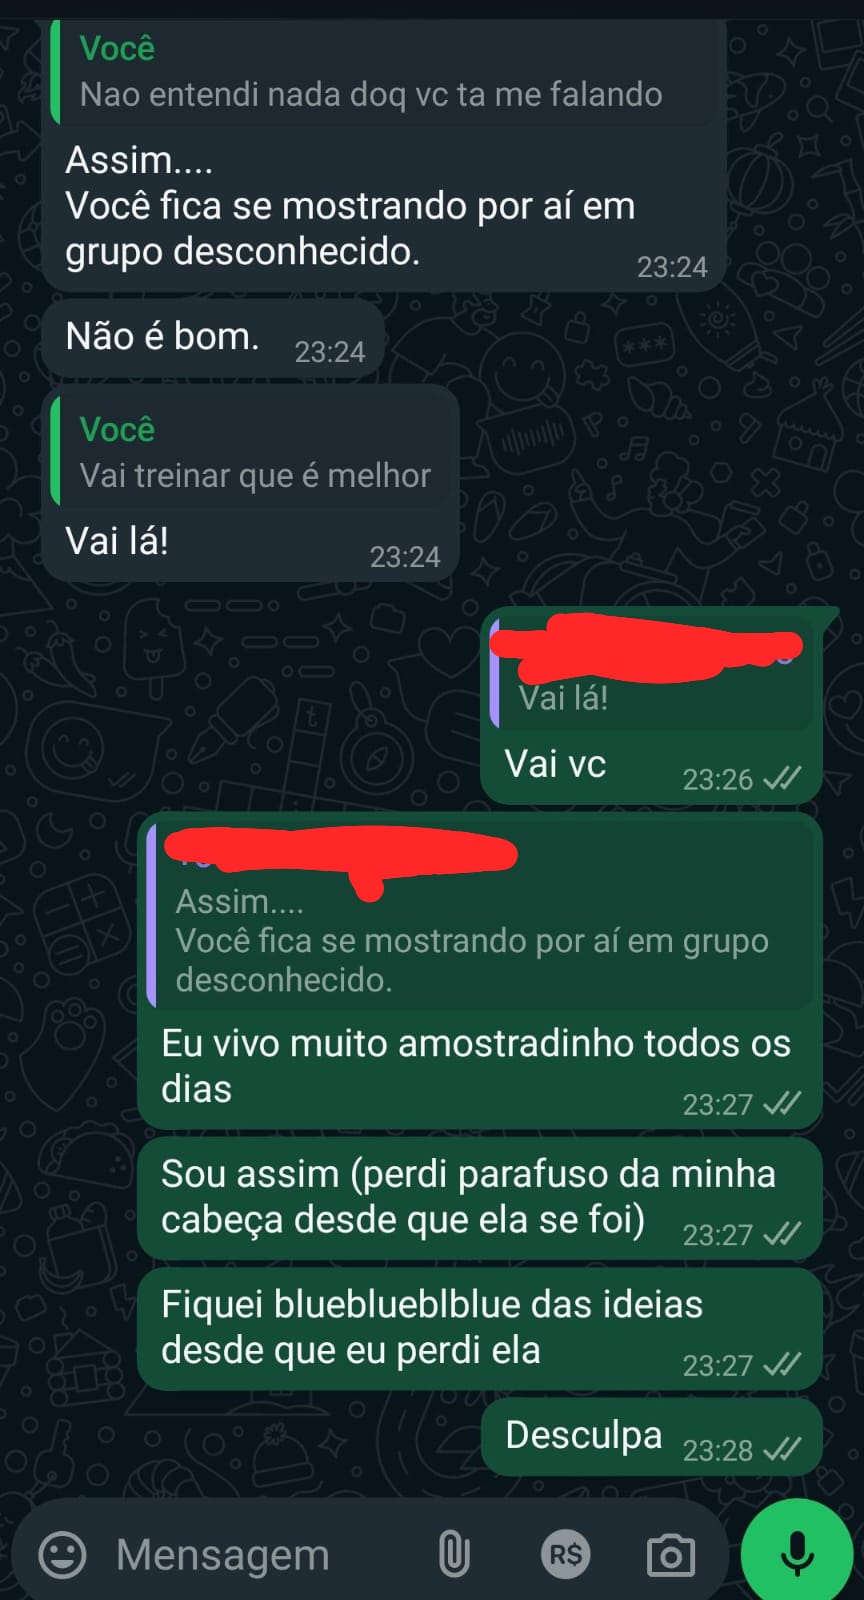 Você
Nao entendi nada doq vc ta me falando
Assim....
Você fica se mostrando por aí em
grupo desconhecido.
23:24
Não é bom.
23:24
Você
Vai treinar que é melhor
Vai lá!
23:24
Vai lá!
Vai vc
23:26
Assim....
Você fica se mostrando por aí em grupo
desconhecido.
Eu vivo muito amostradinho todos os
dias
23:27
Sou assim (perdi parafuso da minha
cabeça desde que ela se foi)
23:27
Fiquei blueblueblblue das ideias
desde que eu perdi ela
23:27
Desculpa
23:28
Mensagem
R$